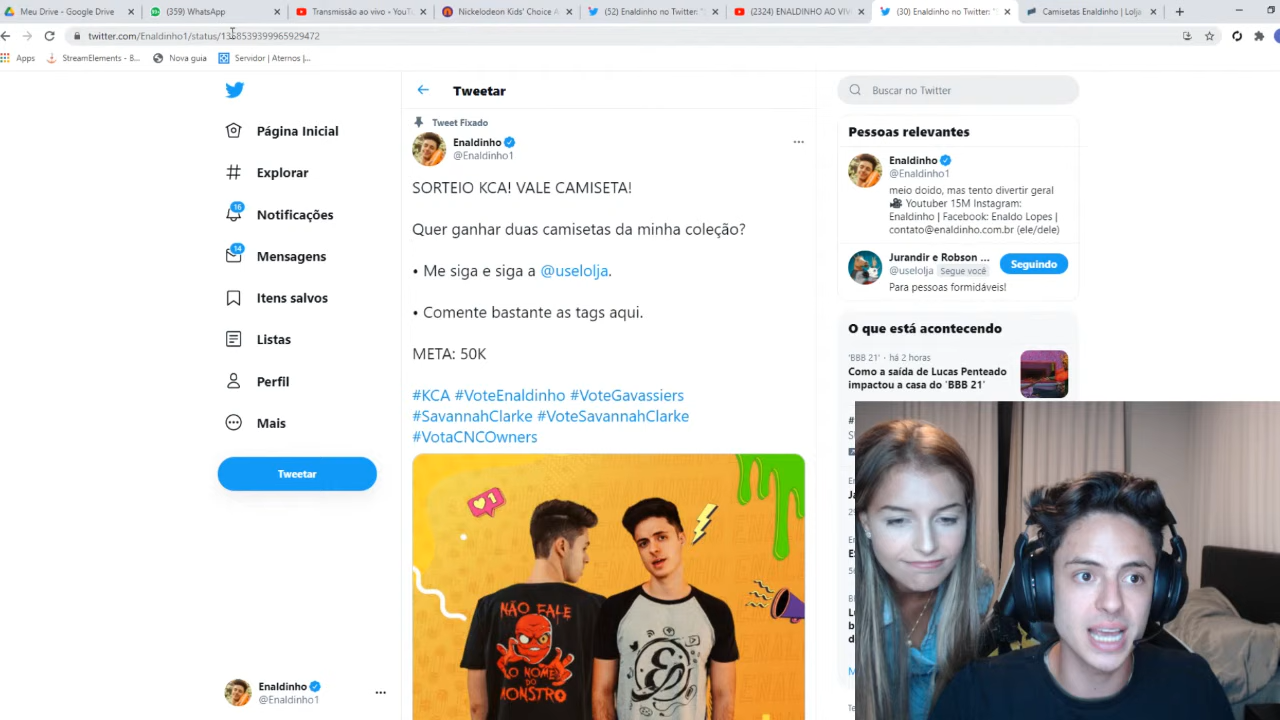 Meu Drive - Google Drive
(359) WhatsApp
Transmissão ao vivo - YouTu
Nickelodeon Kids' Choice A
(52) Enaldinho no Twitter: "
(2324) ENALDINHO AO VIV
(30) Enaldinho no Twitter: "
Camisetas Enaldinho | Lolja
Apps
StreamElements - B...
Nova guia
Servidor | Aternos |...
Página Inicial
Explorar
16
Notificações
14
Mensagens
Itens salvos
Listas
Perfil
Mais
Tweetar
Enaldinho
@Enaldinho1
Tweetar
Tweet Fixado
Enaldinho
@Enaldinho1
SORTEIO KCA! VALE CAMISETA!
Quer ganhar duas camisetas da minha coleção?
• Me siga e siga a @uselolja.
• Comente bastante as tags aqui.
META: 50K
#KCA #VoteEnaldinho #VoteGavassiers
#SavannahClarke #VoteSavannahClarke
#VotaCNCOwners
1
NÃO FALE
O NOME
DO
MONSTRO
Buscar no Twitter
Pessoas relevantes
Enaldinho
@Enaldinho1
meio doido, mas tento divertir geral
Youtuber 15M Instagram:
Enaldinho | Facebook: Enaldo Lopes |
contato@enaldinho.com.br (ele/dele)
Jurandir e Robson ...
@uselolja Segue você
Seguindo
Para pessoas formidáveis!
O que está acontecendo
'BBB 21' · há 2 horas
Como a saída de Lucas Penteado
impactou a casa do 'BBB 21'